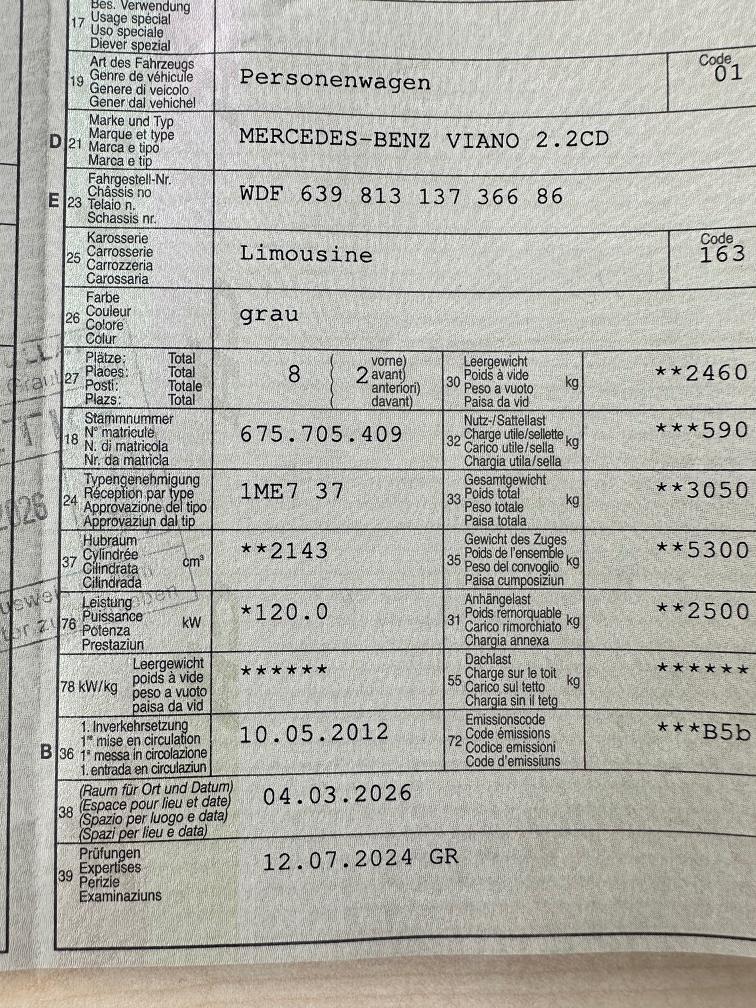 Bes. Verwendung
17 Usage spécial
Uso speciale
Diever spezial
Art des Fahrzeugs
19 Genre de véhicule
Genere di veicolo
Gener dal vehichel
Personenwagen
Code
01
Marke und Typ
D 21 Marque et type
Marca e tipo
Marca e tip
MERCEDES-BENZ VIANO 2.2CD
Fahrgestell-Nr.
E 23 Châssis no
Telaio n.
Schassis nr.
WDF 639 813 137 366 86
Karosserie
25 Carrosserie
Carrozzeria
Carossaria
Limousine
Code
163
Farbe
26 Couleur
Colore
Colur
grau
Plätze: Total
27 Places: Total
Posti: Totale
Plazs: Total
8 ( 2 vorne)
avant)
anteriori)
davant)
Leergewicht
30 Poids à vide kg
Peso a vuoto
Paisa da vid
**2460
Stammnummer
18 N° matricule
N. di matricola
Nr. da matricla
675.705.409
Nutz-/Sattellast
32 Charge utile/sellette kg
Carico utile/sella
Chargia utila/sella
***590
Typengenehmigung
24 Réception par type
Approvazione del tipo
Approvaziun dal tip
1ME7 37
Gesamtgewicht
33 Poids total kg
Peso totale
Paisa totala
**3050
Hubraum
37 Cylindrée cm³
Cilindrata
Cilindrada
**2143
Gewicht des Zuges
35 Poids de l'ensemble kg
Peso del convoglio
Paisa cumposiziun
**5300
Leistung
76 Puissance kW
Potenza
Prestaziun
*120.0
Anhängelast
31 Poids remorquable kg
Carico rimorchiato
Chargia annexa
**2500
Leergewicht
78 kW/kg poids à vide
peso a vuoto
paisa da vid
******
Dachlast
55 Charge sur le toit kg
Carico sul tetto
Chargia sin il tetg
******
1. Inverkehrsetzung
B 36 1re mise en circulation
1a messa in circolazione
1. entrada en circulaziun
10.05.2012
Emissionscode
72 Code émissions
Codice emissioni
Code d'emissiuns
***B5b
(Raum für Ort und Datum)
38 (Espace pour lieu et date)
(Spazio per luogo e data)
(Spazi per lieu e data)
04.03.2026
Prüfungen
39 Expertises
Perizie
Examinaziuns
12.07.2024 GR